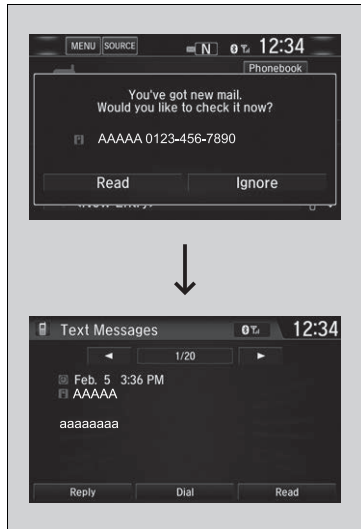 MENU SOURCE N 12:34
Phonebook
You've got new mail.
Would you like to check it now?
AAAAA 0123-456-7890
Read Ignore
Text Messages 12:34
◄ 1/20 ►
Feb. 5 3:36 PM
AAAAA
aaaaaaaa
Reply Dial Read